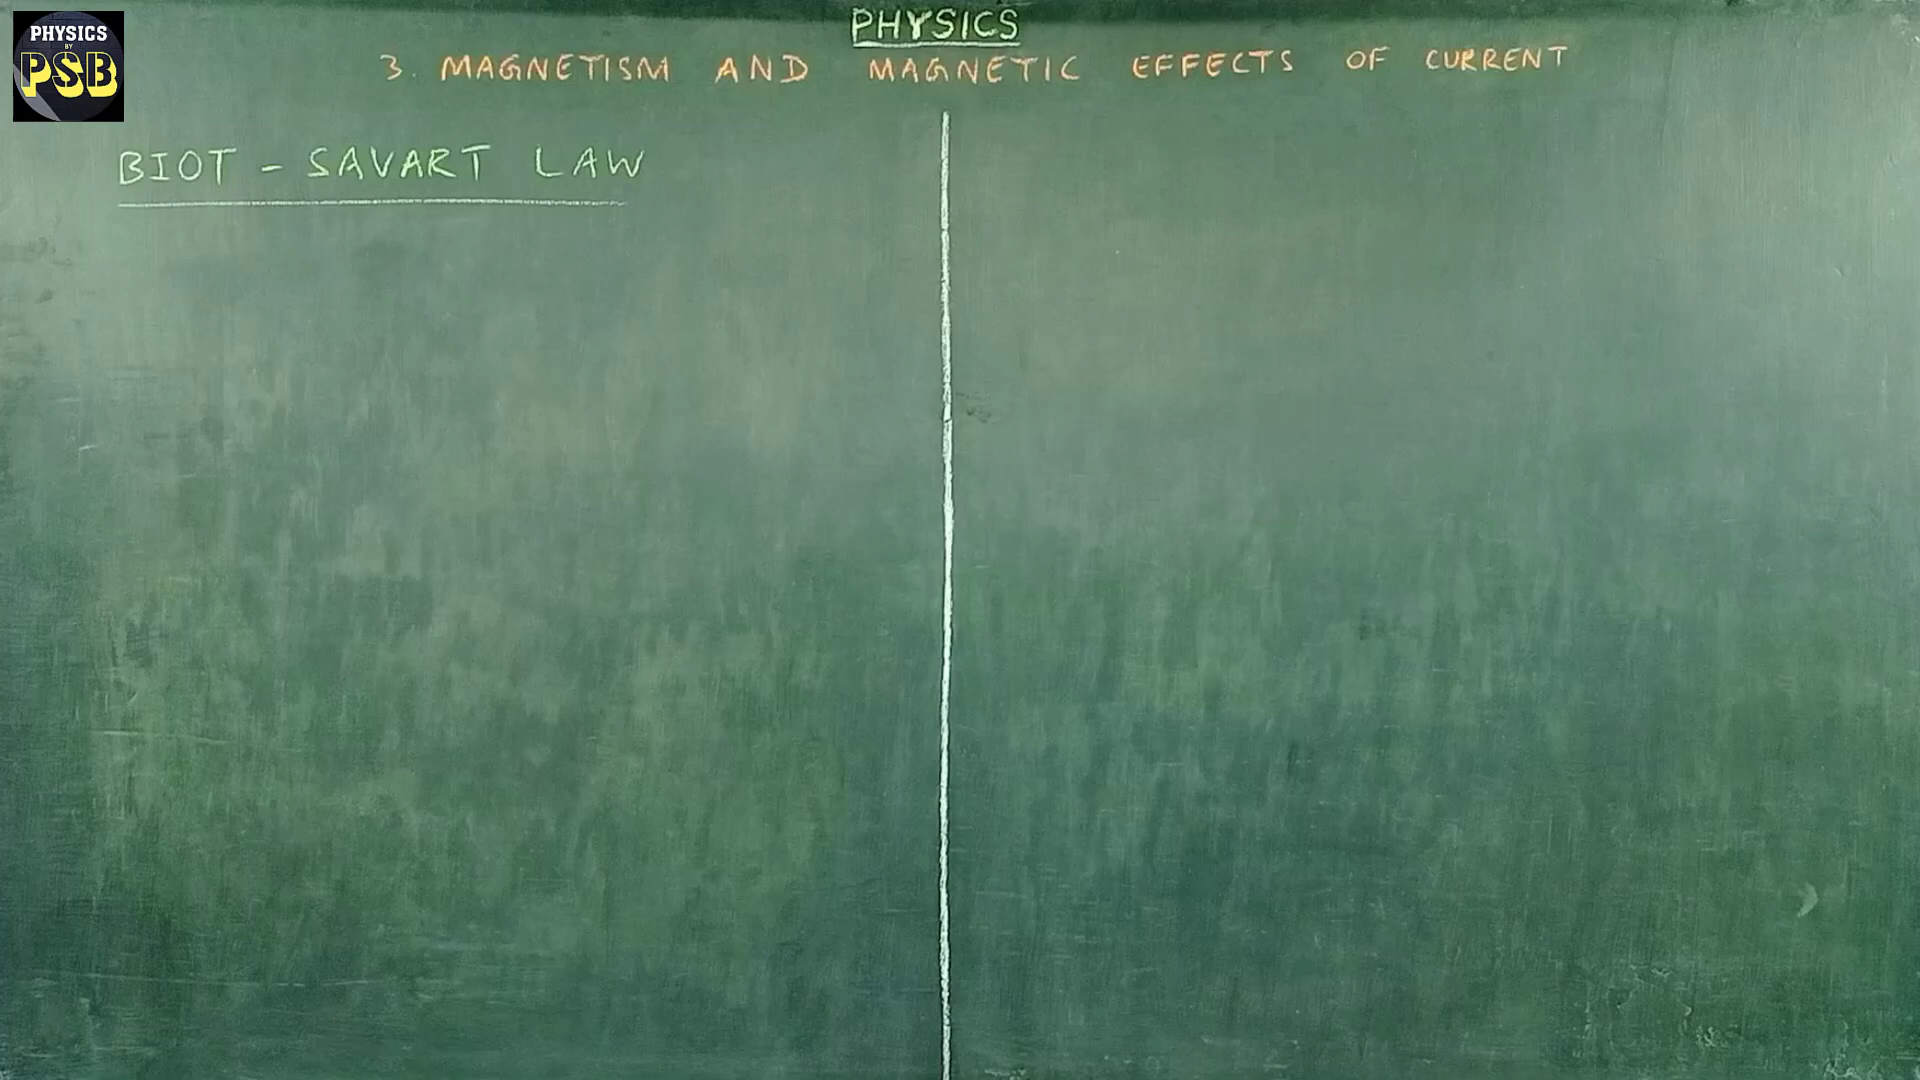 PHYSICS
BY
PSB
PHYSICS
3. MAGNETISM AND MAGNETIC EFFECTS OF CURRENT
BIOT - SAVART LAW